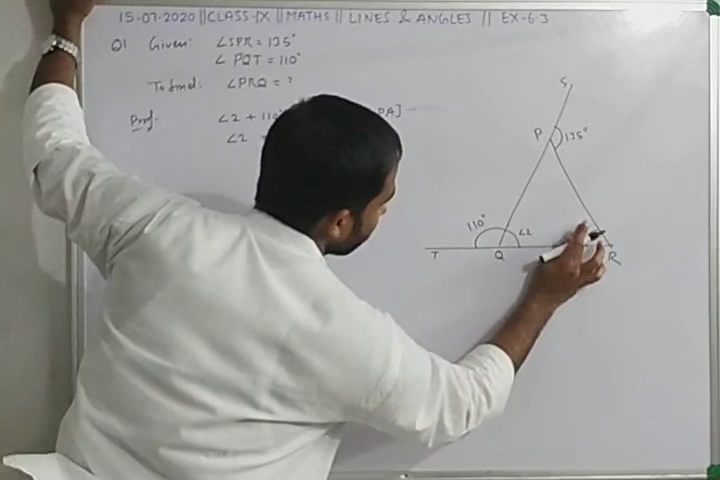 15-07-2020 || CLASS-IX || MATHS || LINES & ANGLES || EX-6.3
Q1 Given: ∠SPR = 135°
∠ PQT = 110°
To find: ∠PRQ = ?
Proof: ∠2 + 110° PA]
∠2
S
P 135°
110° ∠2
T Q R